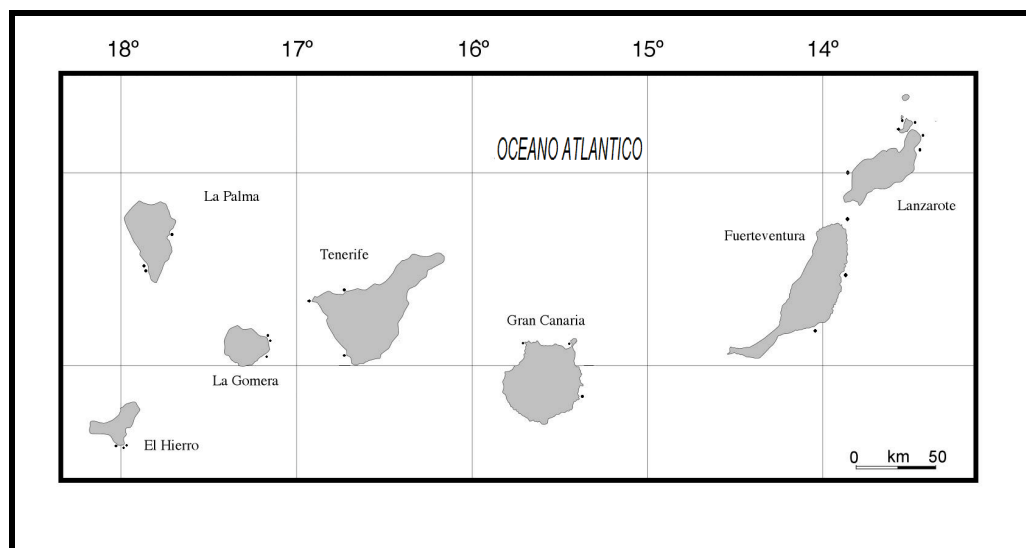 18º 17º 16º 15º 14º
OCEANO ATLANTICO
La Palma
Lanzarote
Fuerteventura
Tenerife
Gran Canaria
La Gomera
El Hierro
0 km 50